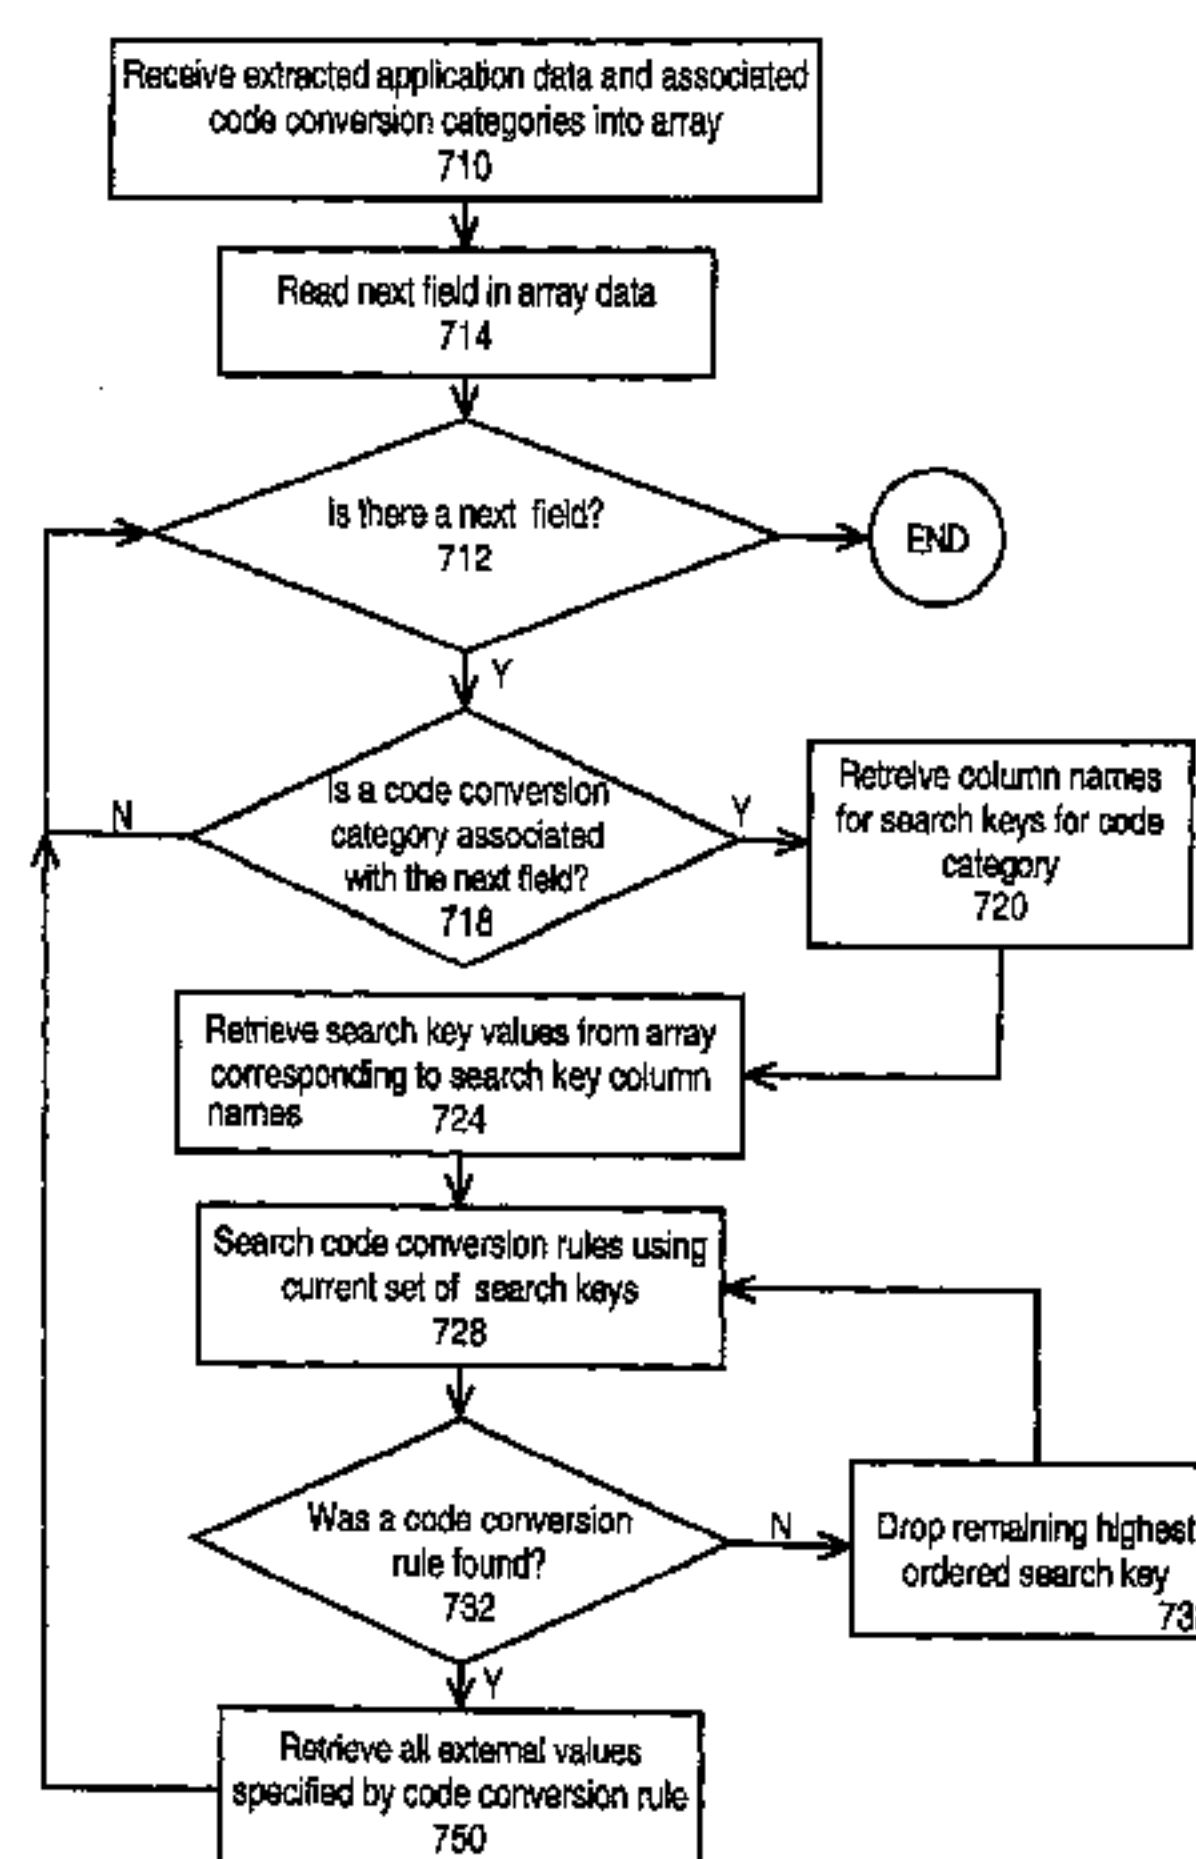 Receive extracted application data and associated
code conversion categories into array
710
Read next field in array data
714
Is there a next field?
712
END
Y
Is a code conversion
category associated
with the next field?
718
N
Y
Retreive column names
for search keys for code
category
720
Retrieve search key values from array
corresponding to search key column
names 724
Search code conversion rules using
current set of search keys
728
Was a code conversion
rule found?
732
N
Drop remaining highest
ordered search key
Y
Retrieve all external values
specified by code conversion rule
750